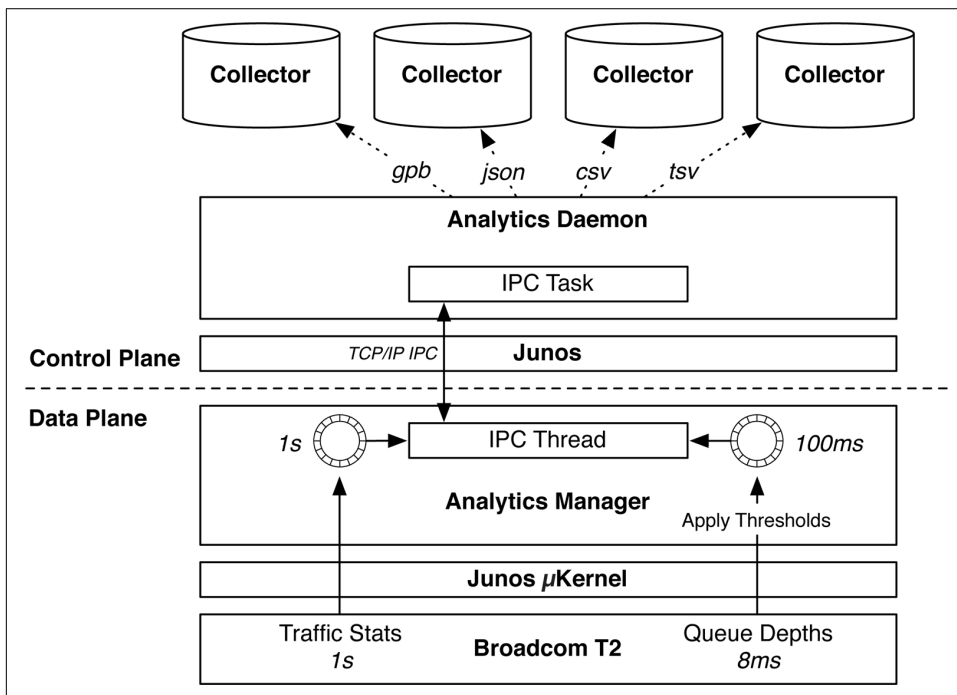 Collector
Collector
Collector
Collector
gpb
json
csv
tsv
Analytics Daemon
IPC Task
TCP/IP IPC
Junos
Control Plane
Data Plane
1s
IPC Thread
100ms
Analytics Manager
Apply Thresholds
Junos µKernel
Traffic Stats
1s
Broadcom T2
Queue Depths
8ms